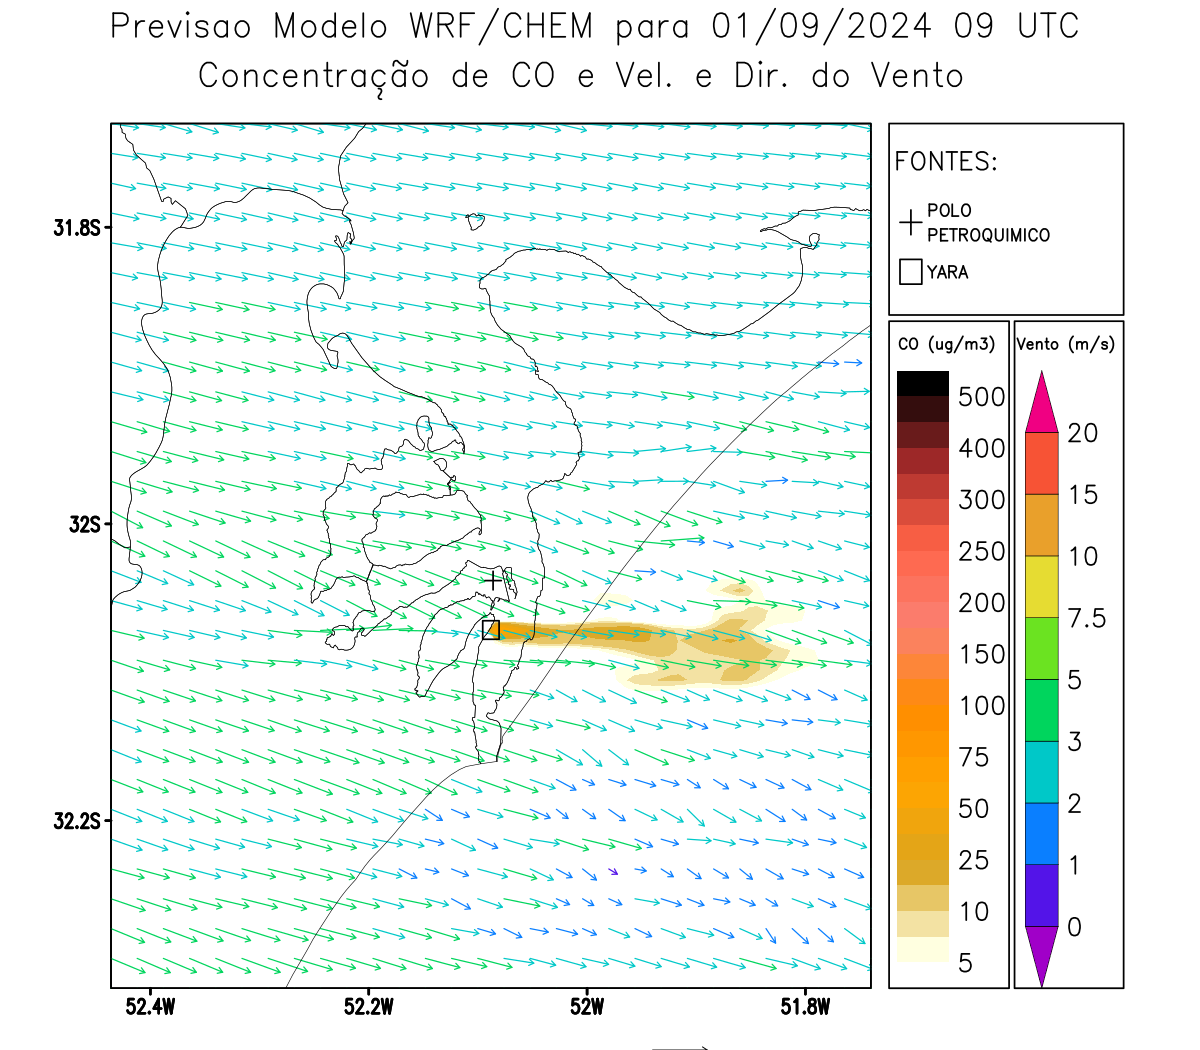 Previsao Modelo WRF/CHEM para 01/09/2024 09 UTC
Concentração de CO e Vel. e Dir. do Vento
FONTES:
POLO
PETROQUIMICO
YARA
CO (ug/m3)
500
400
300
250
200
150
100
75
50
25
10
5
Vento (m/s)
20
15
10
7.5
5
3
2
1
0
31.8S
32S
32.2S
52.4W
52.2W
52W
51.8W